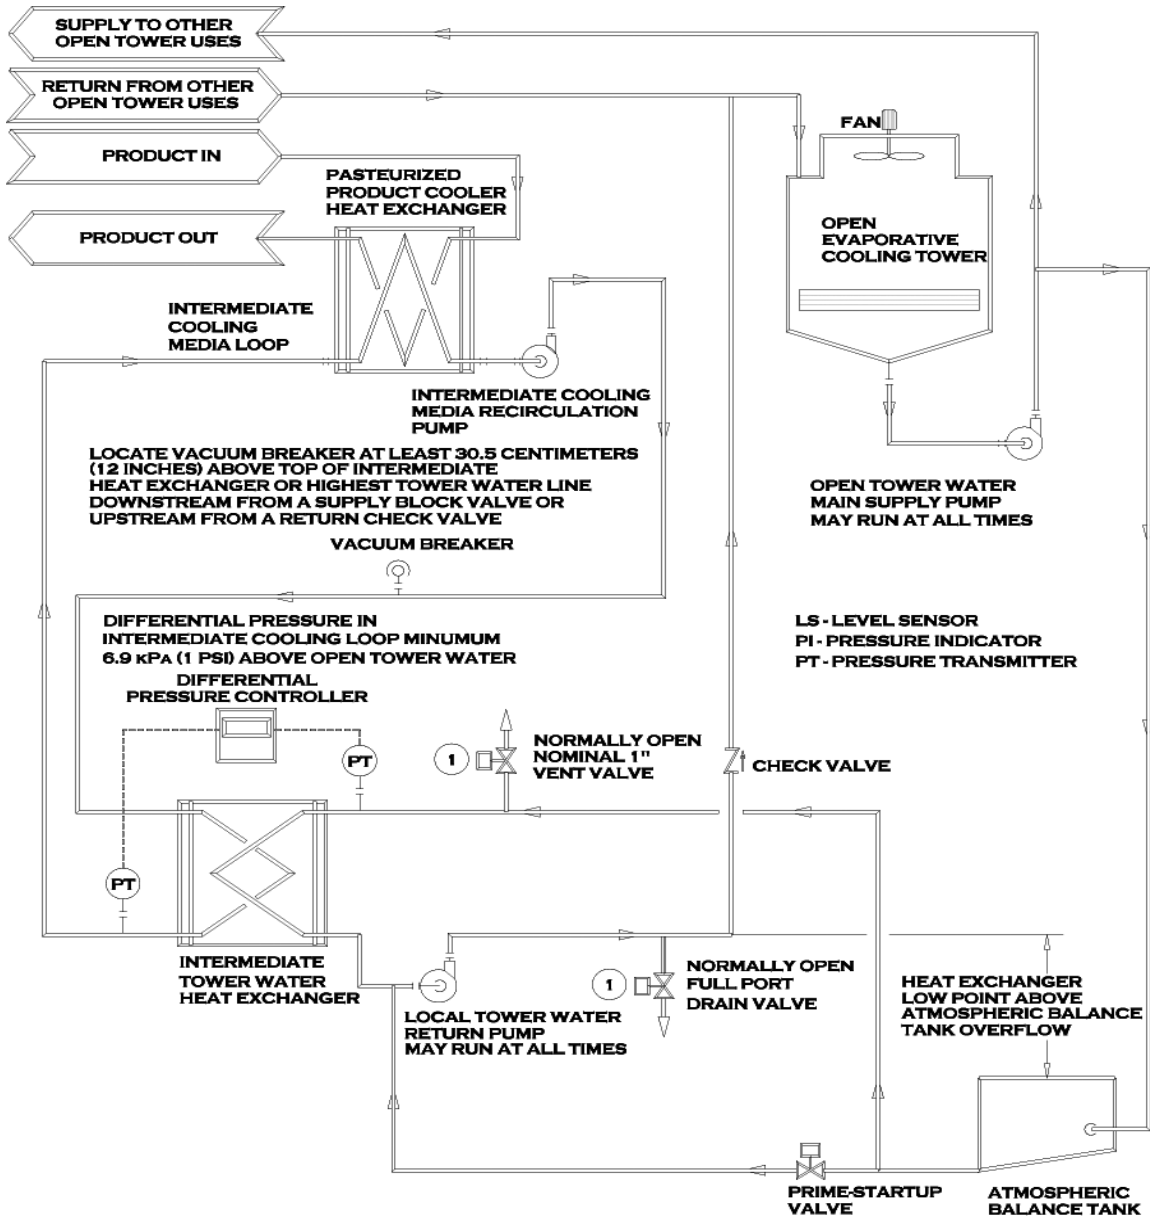 SUPPLY TO OTHER
OPEN TOWER USES
RETURN FROM OTHER
OPEN TOWER USES
PRODUCT IN
PRODUCT OUT
PASTEURIZED
PRODUCT COOLER
HEAT EXCHANGER
FAN
OPEN
EVAPORATIVE
COOLING TOWER
INTERMEDIATE
COOLING
MEDIA LOOP
INTERMEDIATE COOLING
MEDIA RECIRCULATION
PUMP
LOCATE VACUUM BREAKER AT LEAST 30.5 CENTIMETERS
(12 INCHES) ABOVE TOP OF INTERMEDIATE
HEAT EXCHANGER OR HIGHEST TOWER WATER LINE
DOWNSTREAM FROM A SUPPLY BLOCK VALVE OR
UPSTREAM FROM A RETURN CHECK VALVE
VACUUM BREAKER
OPEN TOWER WATER
MAIN SUPPLY PUMP
MAY RUN AT ALL TIMES
DIFFERENTIAL PRESSURE IN
INTERMEDIATE COOLING LOOP MINUMUM
6.9 KPA (1 PSI) ABOVE OPEN TOWER WATER
LS - LEVEL SENSOR
PI - PRESSURE INDICATOR
PT - PRESSURE TRANSMITTER
DIFFERENTIAL
PRESSURE CONTROLLER
PT
1
NORMALLY OPEN
NOMINAL 1"
VENT VALVE
CHECK VALVE
PT
INTERMEDIATE
TOWER WATER
HEAT EXCHANGER
LOCAL TOWER WATER
RETURN PUMP
MAY RUN AT ALL TIMES
1
NORMALLY OPEN
FULL PORT
DRAIN VALVE
HEAT EXCHANGER
LOW POINT ABOVE
ATMOSPHERIC BALANCE
TANK OVERFLOW
PRIME-STARTUP
VALVE
ATMOSPHERIC
BALANCE TANK